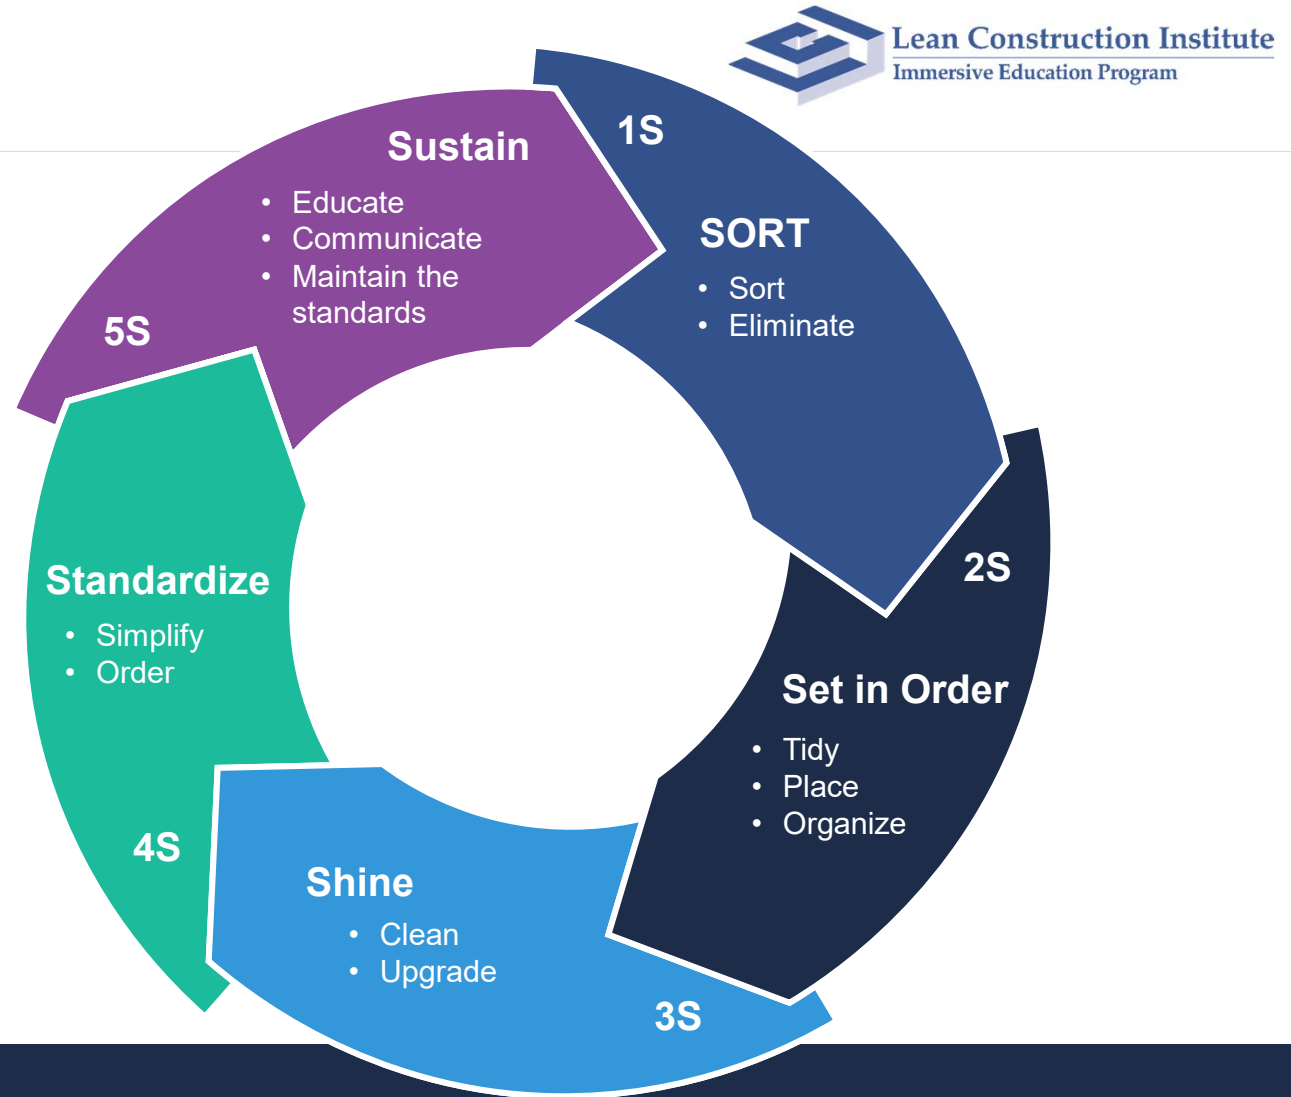 Lean Construction Institute
Immersive Education Program
1S
SORT
• Sort
• Eliminate
2S
Set in Order
• Tidy
• Place
• Organize
3S
Shine
• Clean
• Upgrade
4S
Standardize
• Simplify
• Order
5S
Sustain
• Educate
• Communicate
• Maintain the
standards